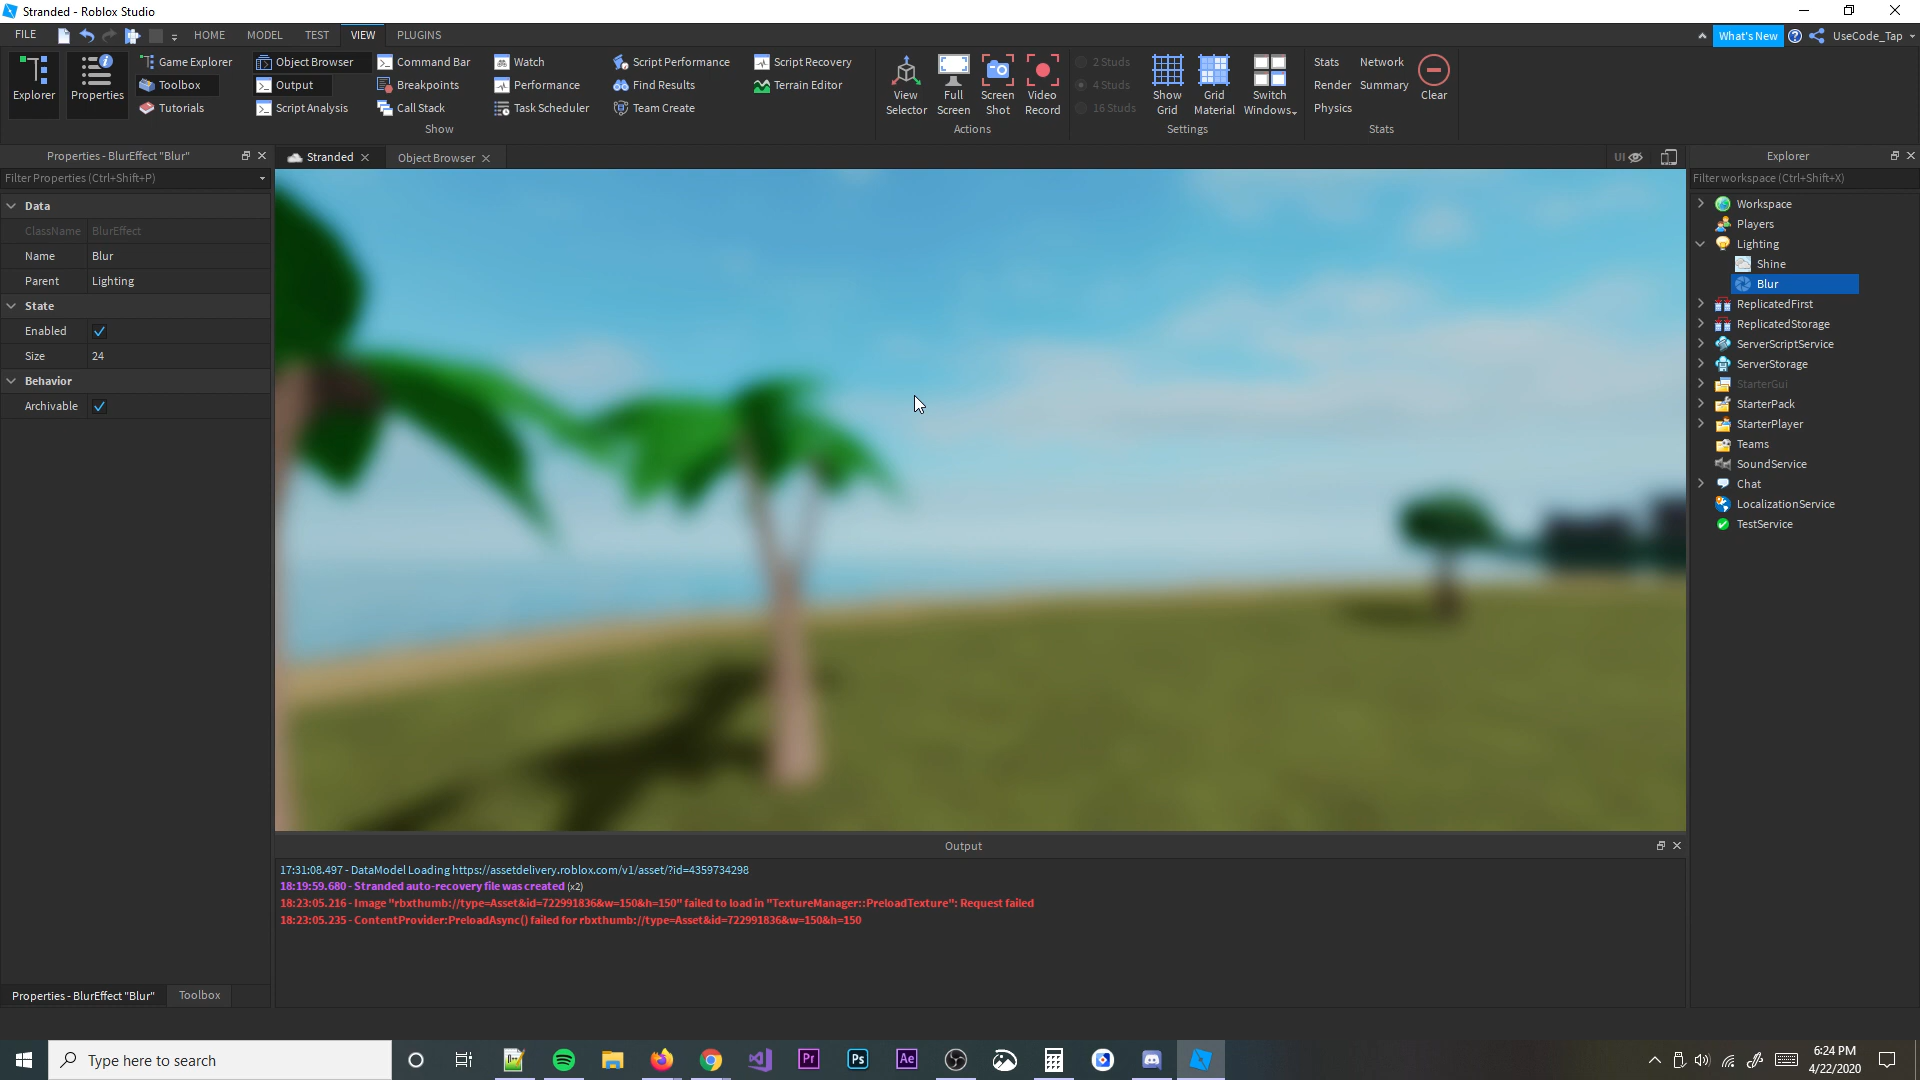 Stranded - Roblox Studio
FILE HOME MODEL TEST VIEW PLUGINS What's New UseCode_Tap
Explorer Properties
Game Explorer Object Browser Command Bar Watch Script Performance Script Recovery
Toolbox Output Breakpoints Performance Find Results Terrain Editor
Tutorials Script Analysis Call Stack Task Scheduler Team Create
Show
View Selector Full Screen Screen Shot Video Record
Actions
2 Studs
4 Studs
16 Studs
Show Grid Grid Material Switch Windows
Settings
Stats Network
Render Summary
Physics
Clear
Stats
Properties - BlurEffect "Blur"
Filter Properties (Ctrl+Shift+P)
Data
ClassName BlurEffect
Name Blur
Parent Lighting
State
Enabled
Size 24
Behavior
Archivable
Properties - BlurEffect "Blur" Toolbox
Stranded Object Browser UI
Output
17:31:08.497 - DataModel Loading https://assetdelivery.roblox.com/v1/asset/?id=4359734298
18:19:59.680 - Stranded auto-recovery file was created (x2)
18:23:05.216 - Image "rbxthumb://type=Asset&id=722991836&w=150&h=150" failed to load in "TextureManager::PreloadTexture": Request failed
18:23:05.235 - ContentProvider:PreloadAsync() failed for rbxthumb://type=Asset&id=722991836&w=150&h=150
Explorer
Filter workspace (Ctrl+Shift+X)
Workspace
Players
Lighting
Shine
Blur
ReplicatedFirst
ReplicatedStorage
ServerScriptService
ServerStorage
StarterGui
StarterPack
StarterPlayer
Teams
SoundService
Chat
LocalizationService
TestService
Type here to search
Pr Ps Ae
6:24 PM
4/22/2020